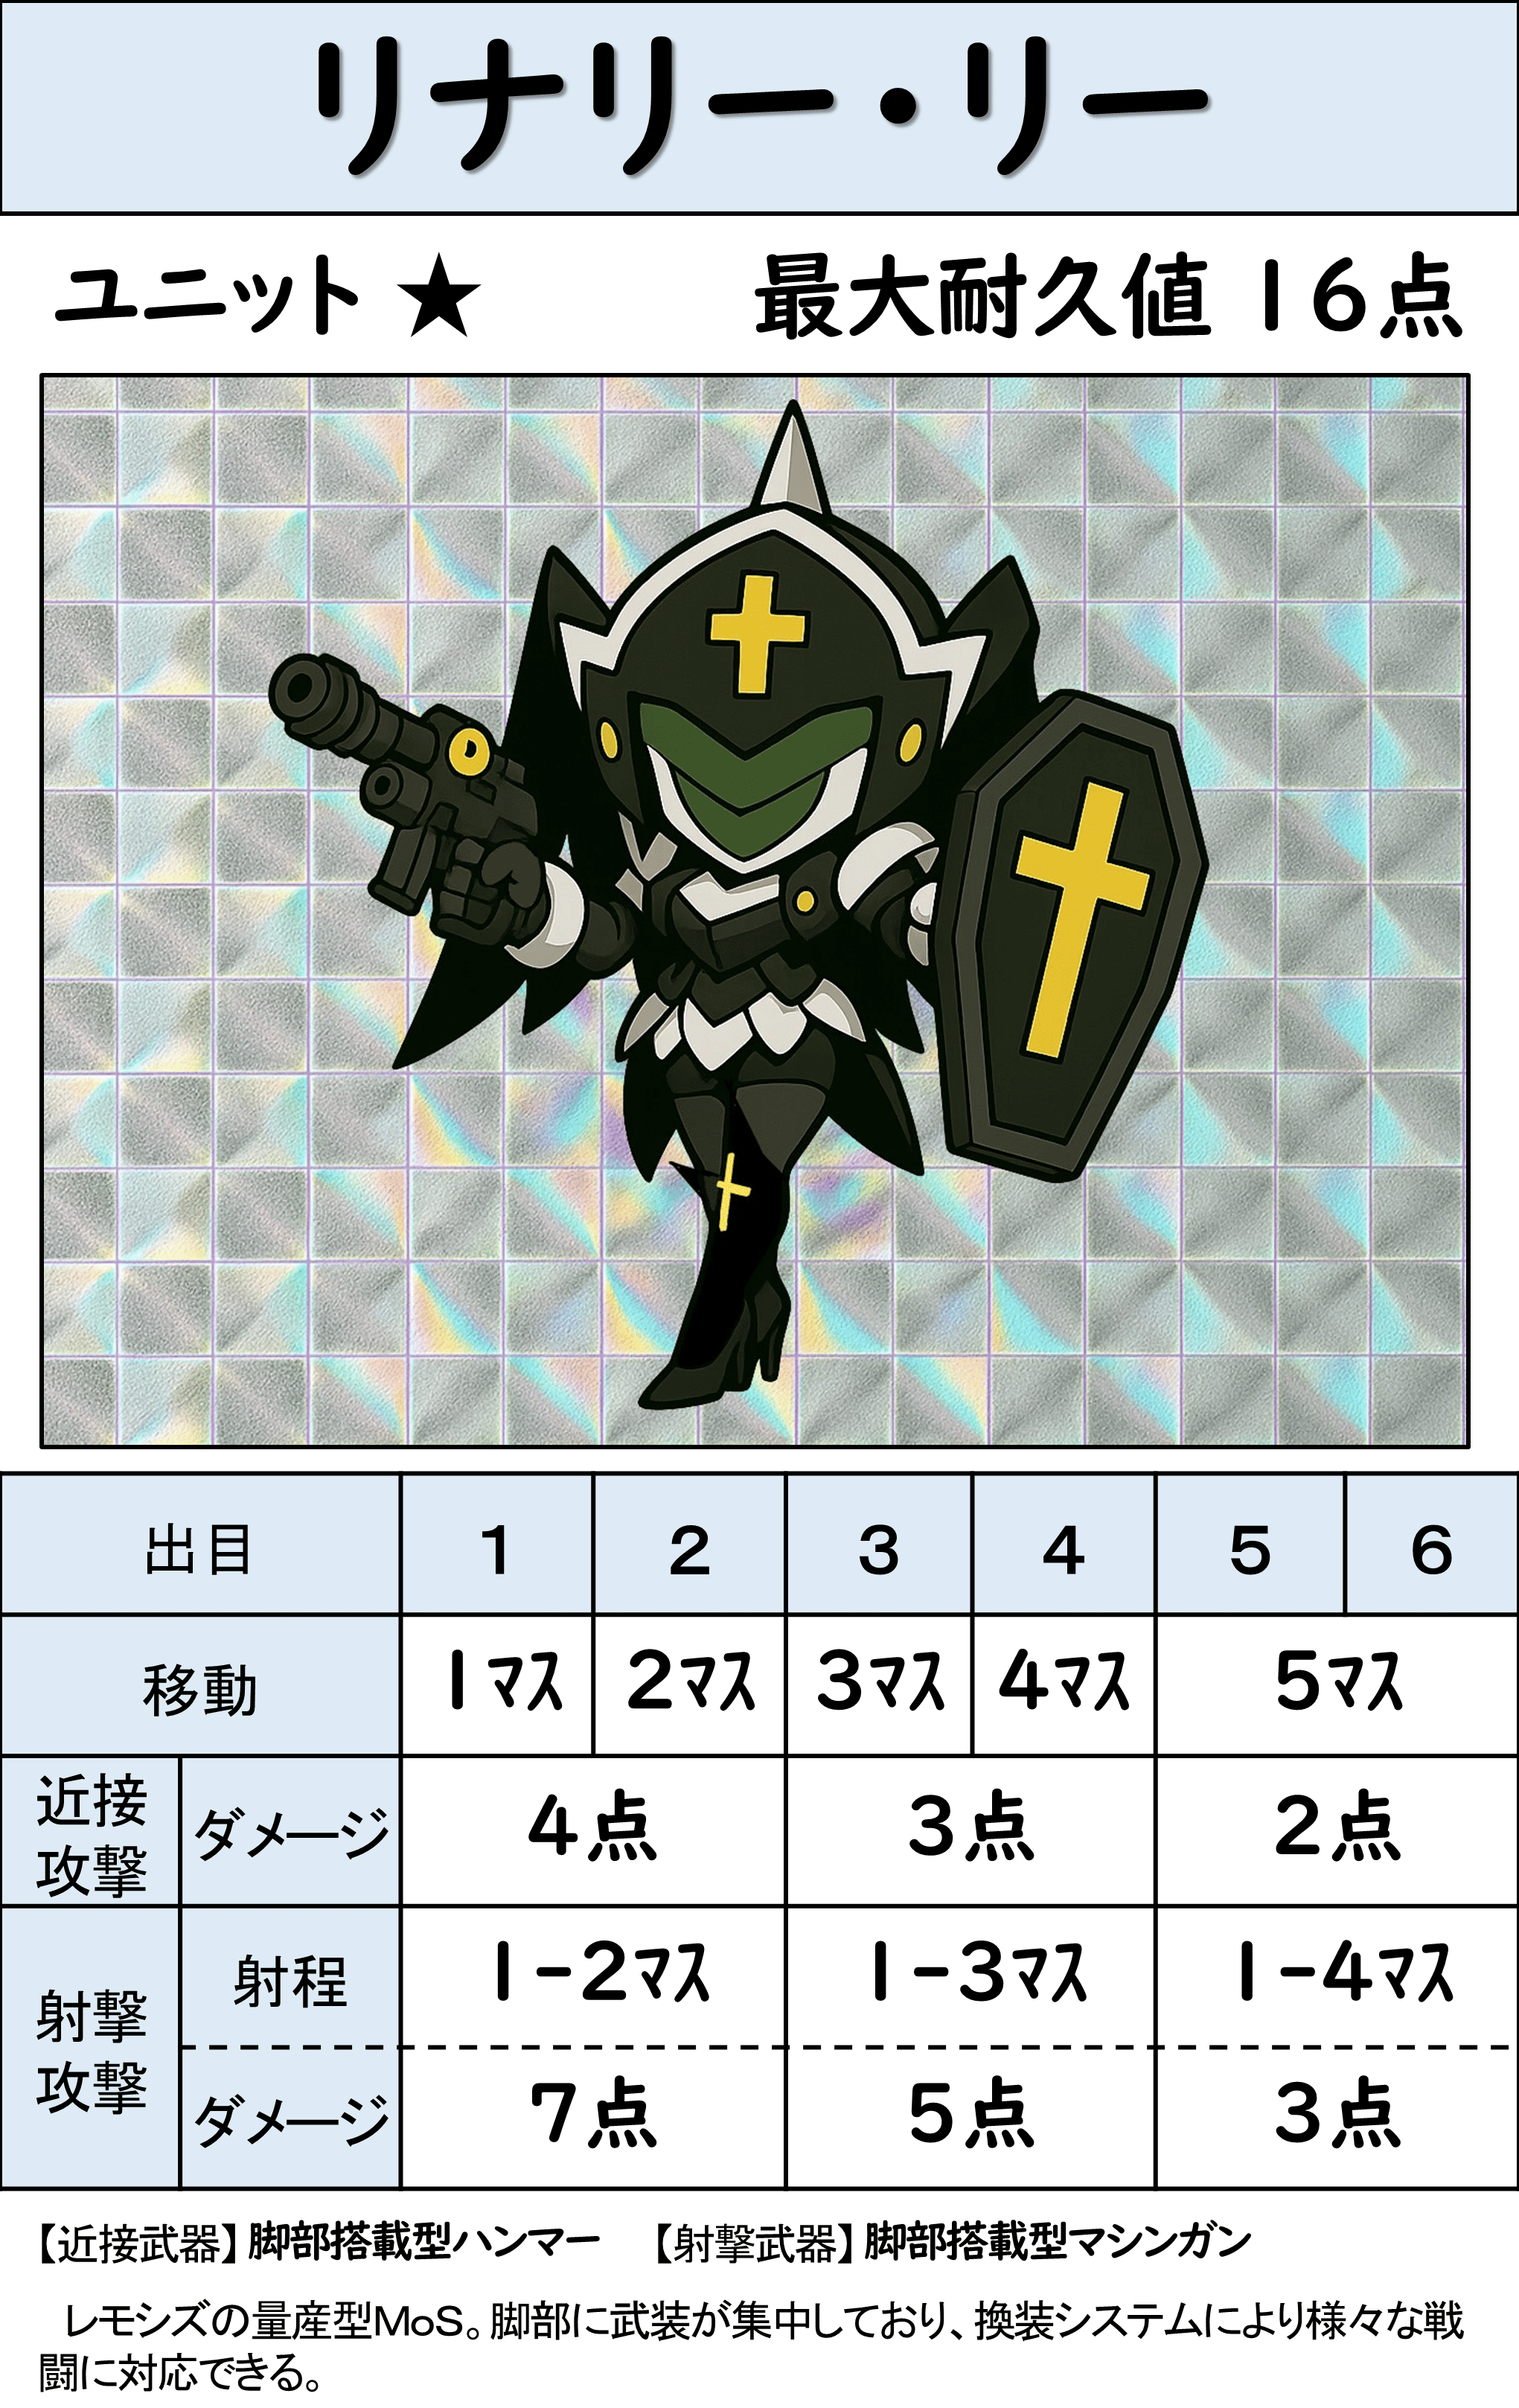 リナリー・リー
ユニット ★ 最大耐久値 16点
出目 1 2 3 4 5 6
移動 1マス 2マス 3マス 4マス 5マス
近接攻撃 ダメージ 4点 3点 2点
射撃攻撃 射程 1-2マス 1-3マス 1-4マス
ダメージ 7点 5点 3点
【近接武器】脚部搭載型ハンマー 【射撃武器】脚部搭載型マシンガン
レモシズの量産型MoS。脚部に武装が集中しており、換装システムにより様々な戦
闘に対応できる。